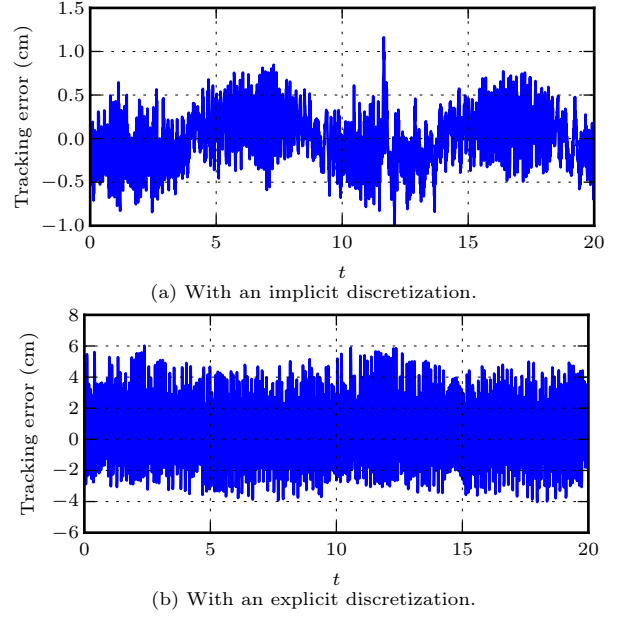 1.5
1.0
0.5
0.0
−0.5
−1.0
Tracking error (cm)
0 5 10 15 20
t
(a) With an implicit discretization.
8
6
4
2
0
−2
−4
−6
Tracking error (cm)
0 5 10 15 20
t
(b) With an explicit discretization.